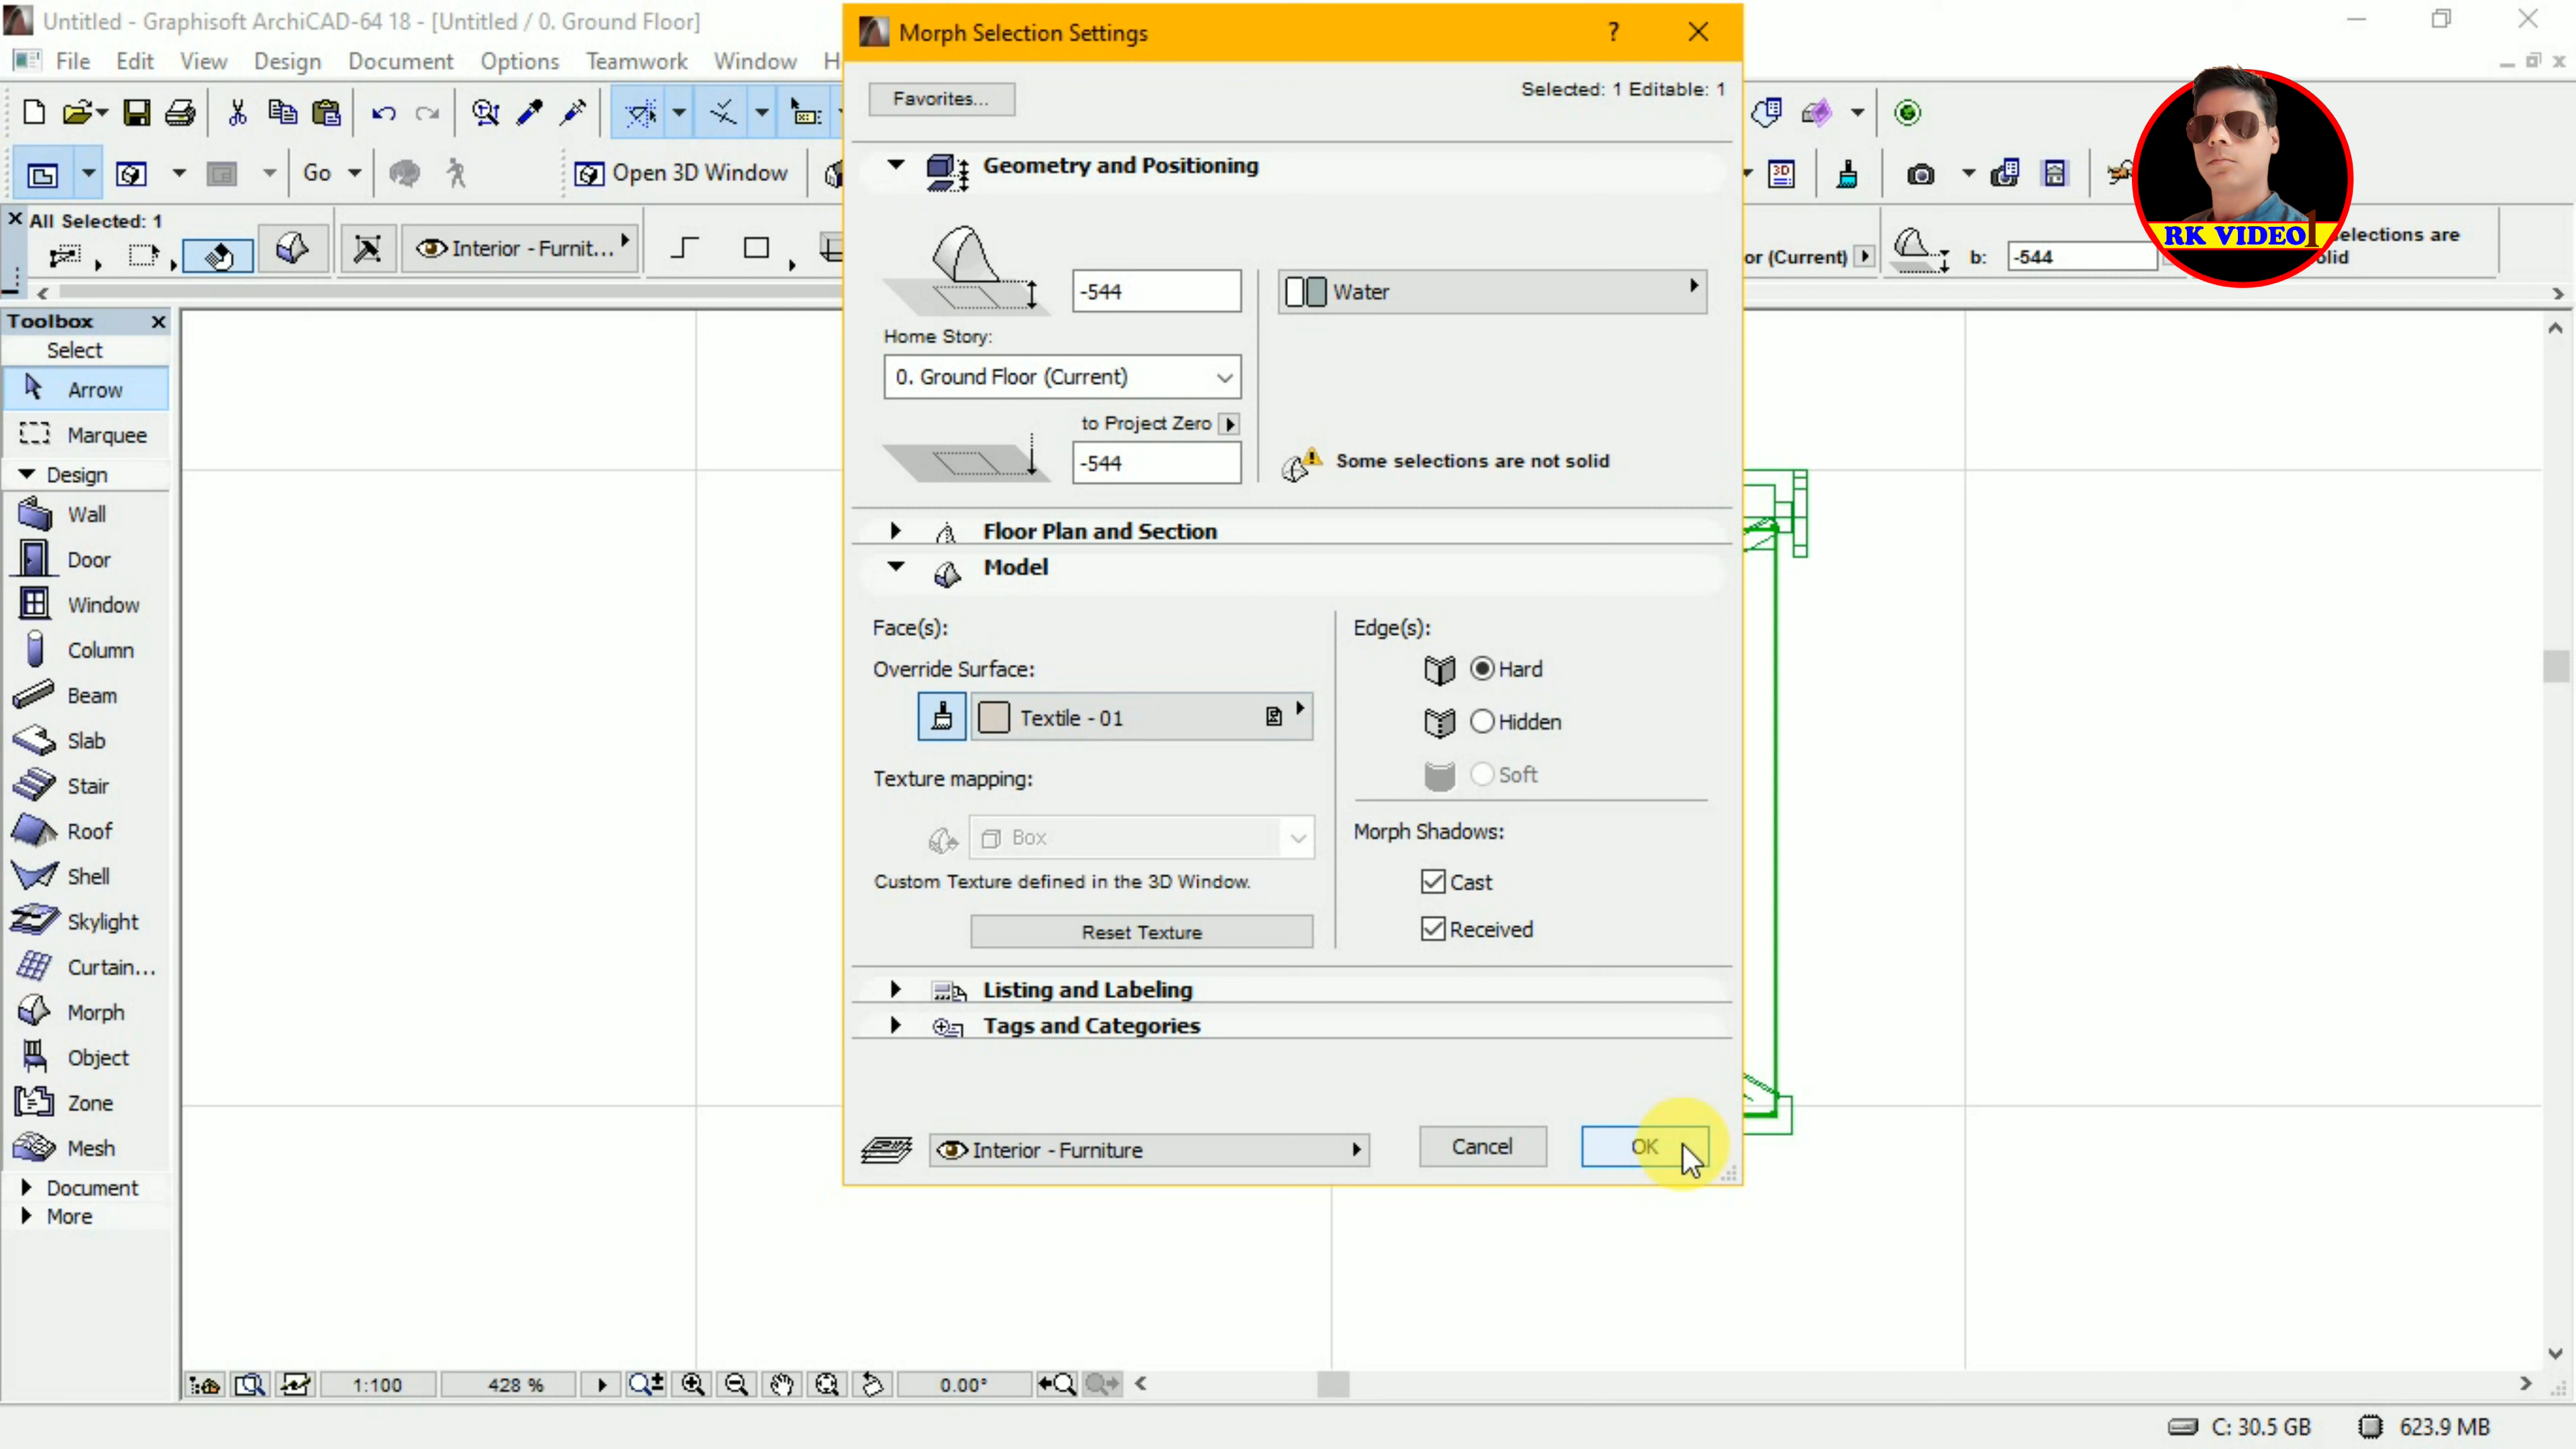 Untitled - Graphisoft ArchiCAD-64 18 - [Untitled / 0. Ground Floor]
File Edit View Design Document Options Teamwork Window
Go
Open 3D Window
All Selected: 1
Interior - Furnit...
or (Current)
b: -544
elections are
olid
RK VIDEO1
Toolbox
Select
Arrow
Marquee
Design
Wall
Door
Window
Column
Beam
Slab
Stair
Roof
Shell
Skylight
Curtain...
Morph
Object
Zone
Mesh
Document
More
Morph Selection Settings
Favorites...
Selected: 1 Editable: 1
Geometry and Positioning
-544
Water
Home Story:
0. Ground Floor (Current)
to Project Zero
-544
Some selections are not solid
Floor Plan and Section
Model
Face(s):
Override Surface:
Textile - 01
Texture mapping:
Box
Custom Texture defined in the 3D Window.
Reset Texture
Edge(s):
Hard
Hidden
Soft
Morph Shadows:
Cast
Received
Listing and Labeling
Tags and Categories
Interior - Furniture
Cancel
OK
1:100
428 %
0.00°
C: 30.5 GB
623.9 MB